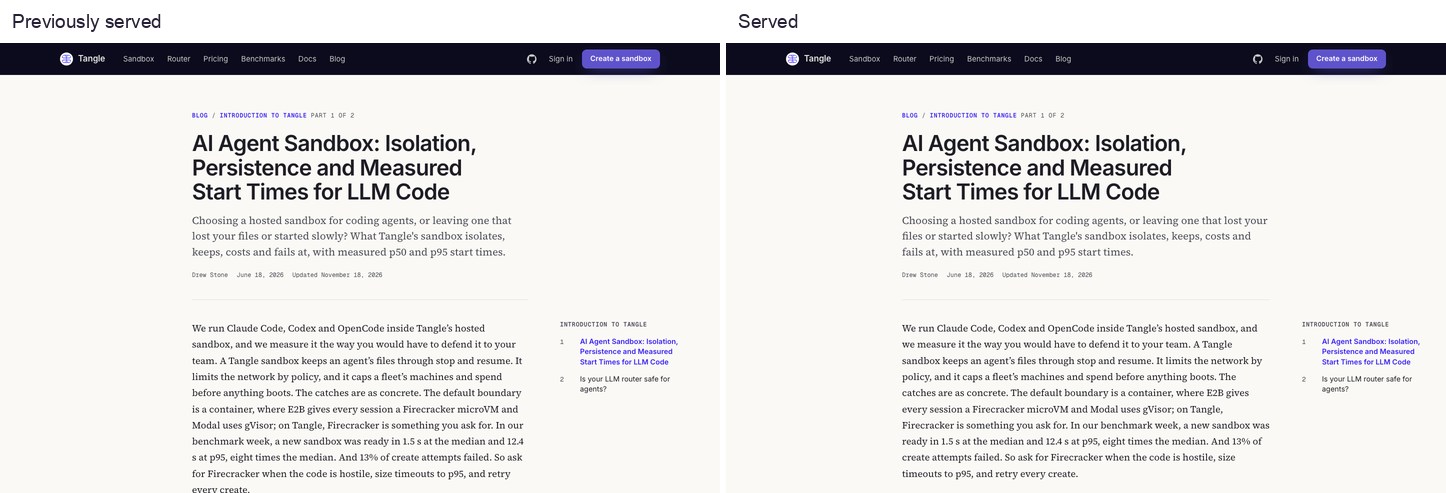 Previously served
Tangle Sandbox Router Pricing Benchmarks Docs Blog Sign in Create a sandbox
BLOG / INTRODUCTION TO TANGLE PART 1 OF 2
AI Agent Sandbox: Isolation,
Persistence and Measured
Start Times for LLM Code
Choosing a hosted sandbox for coding agents, or leaving one that
lost your files or started slowly? What Tangle's sandbox isolates,
keeps, costs and fails at, with measured p50 and p95 start times.
Drew Stone June 18, 2026 Updated November 18, 2026
We run Claude Code, Codex and OpenCode inside Tangle's hosted
sandbox, and we measure it the way you would have to defend it to your
team. A Tangle sandbox keeps an agent's files through stop and resume. It
limits the network by policy, and it caps a fleet's machines and spend
before anything boots. The catches are as concrete. The default boundary
is a container, where E2B gives every session a Firecracker microVM and
Modal uses gVisor; on Tangle, Firecracker is something you ask for. In our
benchmark week, a new sandbox was ready in 1.5 s at the median and 12.4
s at p95, eight times the median. And 13% of create attempts failed. So ask
for Firecracker when the code is hostile, size timeouts to p95, and retry
every create.
INTRODUCTION TO TANGLE
1 AI Agent Sandbox: Isolation,
Persistence and Measured
Start Times for LLM Code
2 Is your LLM router safe for
agents?
Served
Tangle Sandbox Router Pricing Benchmarks Docs Blog Sign in Create a sandbox
BLOG / INTRODUCTION TO TANGLE PART 1 OF 2
AI Agent Sandbox: Isolation,
Persistence and Measured
Start Times for LLM Code
Choosing a hosted sandbox for coding agents, or leaving one that lost your
files or started slowly? What Tangle's sandbox isolates, keeps, costs and
fails at, with measured p50 and p95 start times.
Drew Stone June 18, 2026 Updated November 18, 2026
We run Claude Code, Codex and OpenCode inside Tangle's hosted sandbox, and
we measure it the way you would have to defend it to your team. A Tangle
sandbox keeps an agent's files through stop and resume. It limits the network by
policy, and it caps a fleet's machines and spend before anything boots. The
catches are as concrete. The default boundary is a container, where E2B gives
every session a Firecracker microVM and Modal uses gVisor; on Tangle,
Firecracker is something you ask for. In our benchmark week, a new sandbox was
ready in 1.5 s at the median and 12.4 s at p95, eight times the median. And 13% of
create attempts failed. So ask for Firecracker when the code is hostile, size
timeouts to p95, and retry every create.
INTRODUCTION TO TANGLE
1 AI Agent Sandbox: Isolation,
Persistence and Measured
Start Times for LLM Code
2 Is your LLM router safe for
agents?